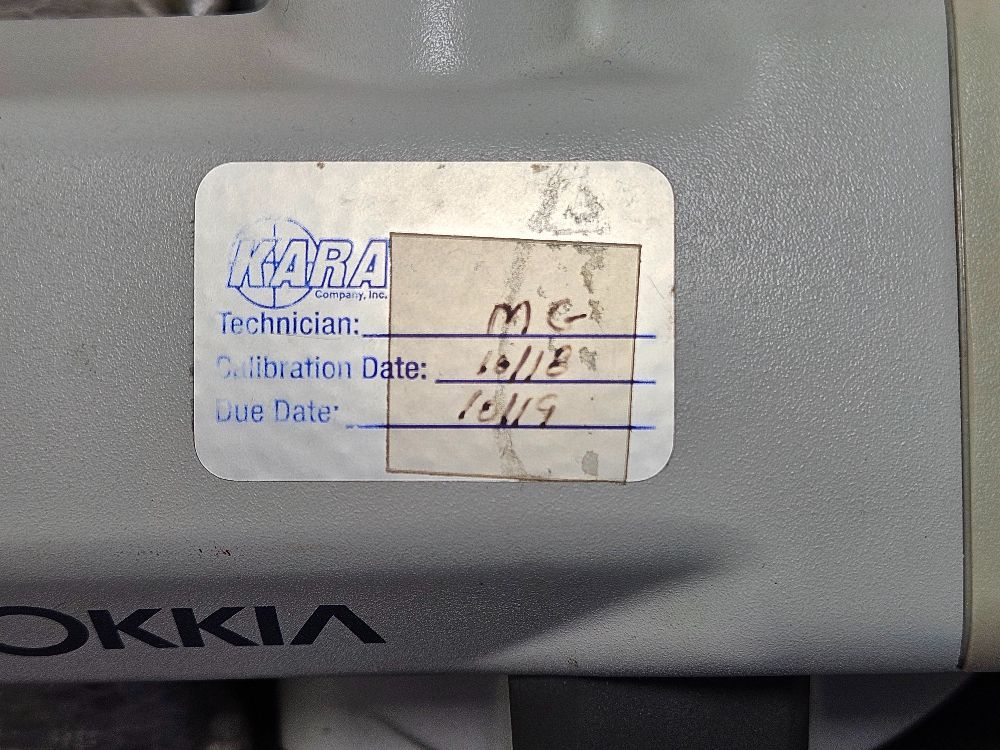 KARA
Company, Inc.
Technician: MG
Calibration Date: 10/18
Due Date: 10/19
OKKIA